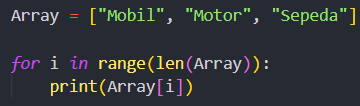 Array = ["Mobil", "Motor", "Sepeda"]
for i in range(len(Array)):
    print(Array[i])